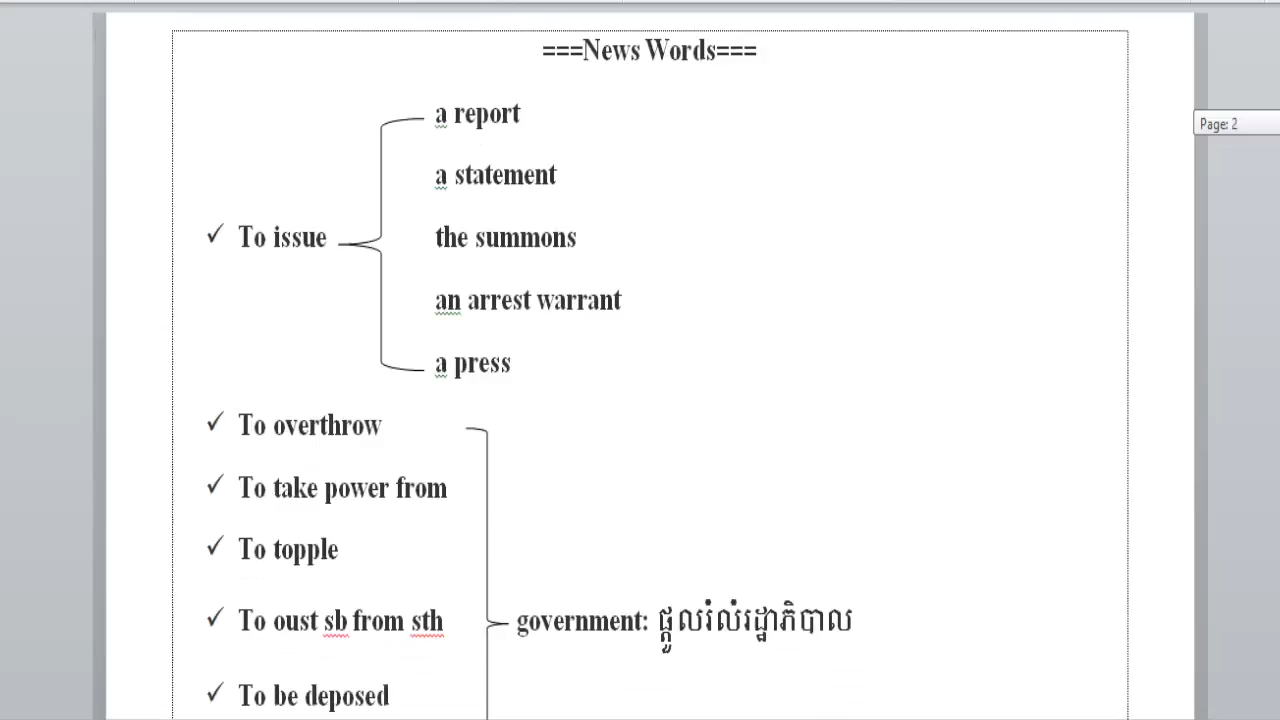 ===News Words===
a report
a statement
✓ To issue
the summons
an arrest warrant
a press
✓ To overthrow
✓ To take power from
✓ To topple
✓ To oust sb from sth
government: ផ្តួលរំលំរដ្ឋាភិបាល
✓ To be deposed
Page: 2